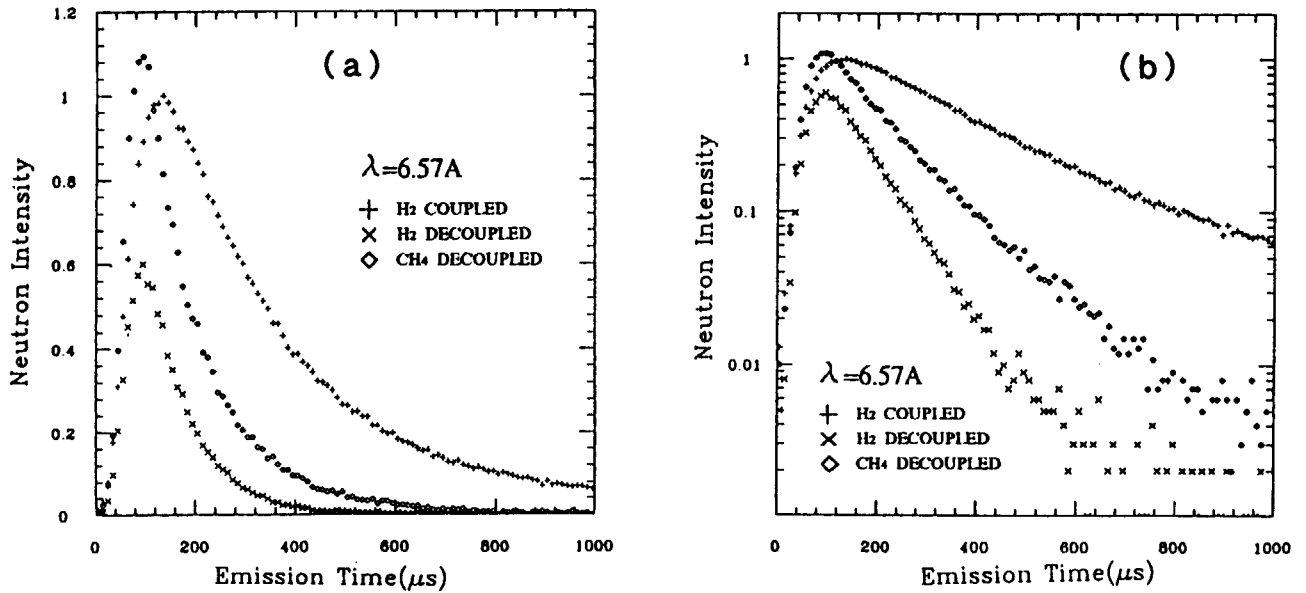 (a)
1.2
1
0.8
0.6
0.4
0.2
0
Neutron Intensity
λ=6.57A
+ H2 COUPLED
× H2 DECOUPLED
◇ CH4 DECOUPLED
0 200 400 600 800 1000
Emission Time(μs)
(b)
1
0.1
0.01
Neutron Intensity
λ=6.57A
+ H2 COUPLED
× H2 DECOUPLED
◇ CH4 DECOUPLED
0 200 400 600 800 1000
Emission Time(μs)